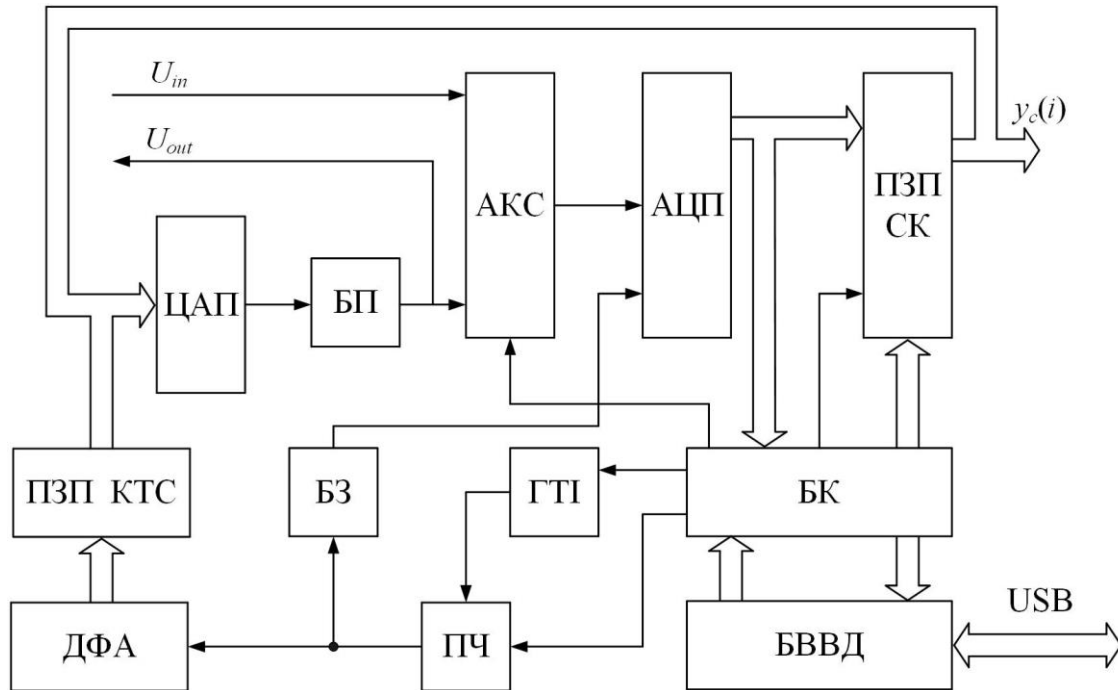 U_in
y_c(i)
U_out
АКС
АЦП
ПЗП
СК
ЦАП
БП
ПЗП КТС
БЗ
ГТІ
БК
USB
ДФА
ПЧ
БВВД